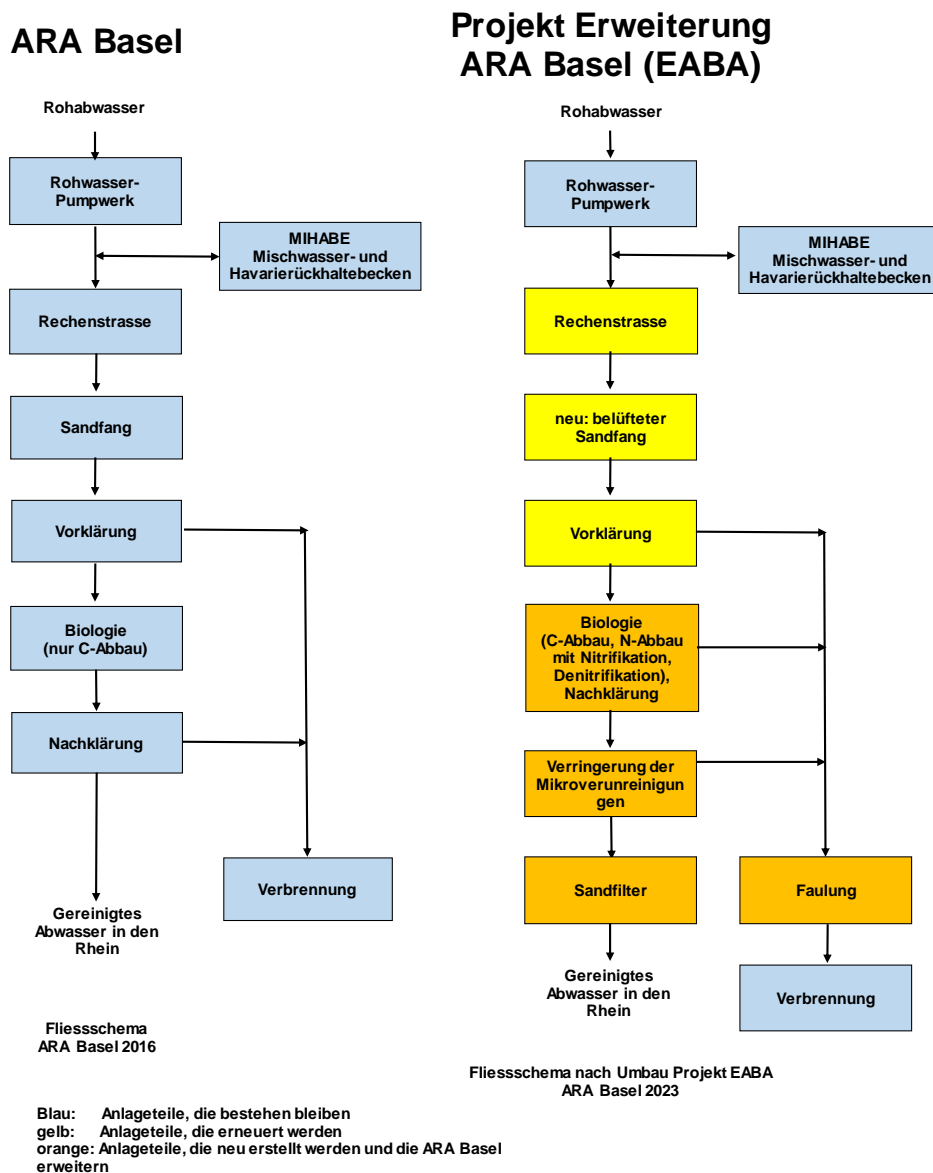 ARA Basel
Rohabwasser
Rohwasser-
Pumpwerk
MIHABE
Mischwasser- und
Havarierückhaltebecken
Rechenstrasse
Sandfang
Vorklärung
Biologie
(nur C-Abbau)
Nachklärung
Verbrennung
Gereinigtes
Abwasser in den
Rhein
Fliessschema
ARA Basel 2016
Projekt Erweiterung
ARA Basel (EABA)
Rohabwasser
Rohwasser-
Pumpwerk
MIHABE
Mischwasser- und
Havarierückhaltebecken
Rechenstrasse
neu: belüfteter
Sandfang
Vorklärung
Biologie
(C-Abbau, N-Abbau
mit Nitrifikation,
Denitrifikation),
Nachklärung
Verringerung der
Mikroverunreinigun
gen
Sandfilter
Faulung
Gereinigtes
Abwasser in den
Rhein
Verbrennung
Fliessschema nach Umbau Projekt EABA
ARA Basel 2023
Blau: Anlageteile, die bestehen bleiben
gelb: Anlageteile, die erneuert werden
orange: Anlageteile, die neu erstellt werden und die ARA Basel
erweitern